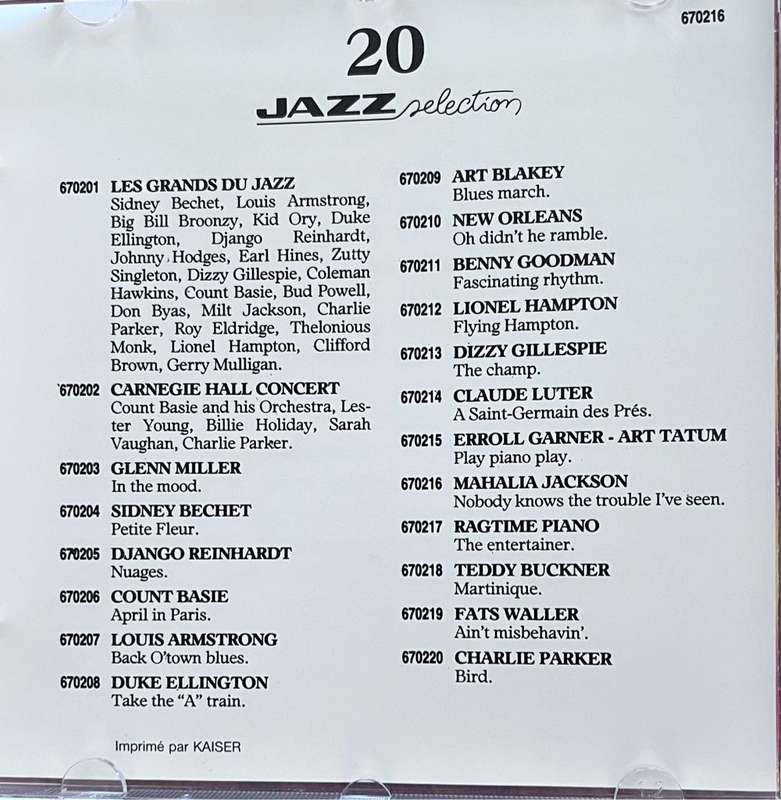 670216
20
JAZZ selection
670201 LES GRANDS DU JAZZ
Sidney Bechet, Louis Armstrong,
Big Bill Broonzy, Kid Ory, Duke
Ellington, Django Reinhardt,
Johnny Hodges, Earl Hines, Zutty
Singleton, Dizzy Gillespie, Coleman
Hawkins, Count Basie, Bud Powell,
Don Byas, Milt Jackson, Charlie
Parker, Roy Eldridge, Thelonious
Monk, Lionel Hampton, Clifford
Brown, Gerry Mulligan.
670202 CARNEGIE HALL CONCERT
Count Basie and his Orchestra, Les-
ter Young, Billie Holiday, Sarah
Vaughan, Charlie Parker.
670203 GLENN MILLER
In the mood.
670204 SIDNEY BECHET
Petite Fleur.
670205 DJANGO REINHARDT
Nuages.
670206 COUNT BASIE
April in Paris.
670207 LOUIS ARMSTRONG
Back O'town blues.
670208 DUKE ELLINGTON
Take the “A” train.
670209 ART BLAKEY
Blues march.
670210 NEW ORLEANS
Oh didn't he ramble.
670211 BENNY GOODMAN
Fascinating rhythm.
670212 LIONEL HAMPTON
Flying Hampton.
670213 DIZZY GILLESPIE
The champ.
670214 CLAUDE LUTER
A Saint-Germain des Prés.
670215 ERROLL GARNER - ART TATUM
Play piano play.
670216 MAHALIA JACKSON
Nobody knows the trouble I've seen.
670217 RAGTIME PIANO
The entertainer.
670218 TEDDY BUCKNER
Martinique.
670219 FATS WALLER
Ain't misbehavin'.
670220 CHARLIE PARKER
Bird.
Imprimé par KAISER